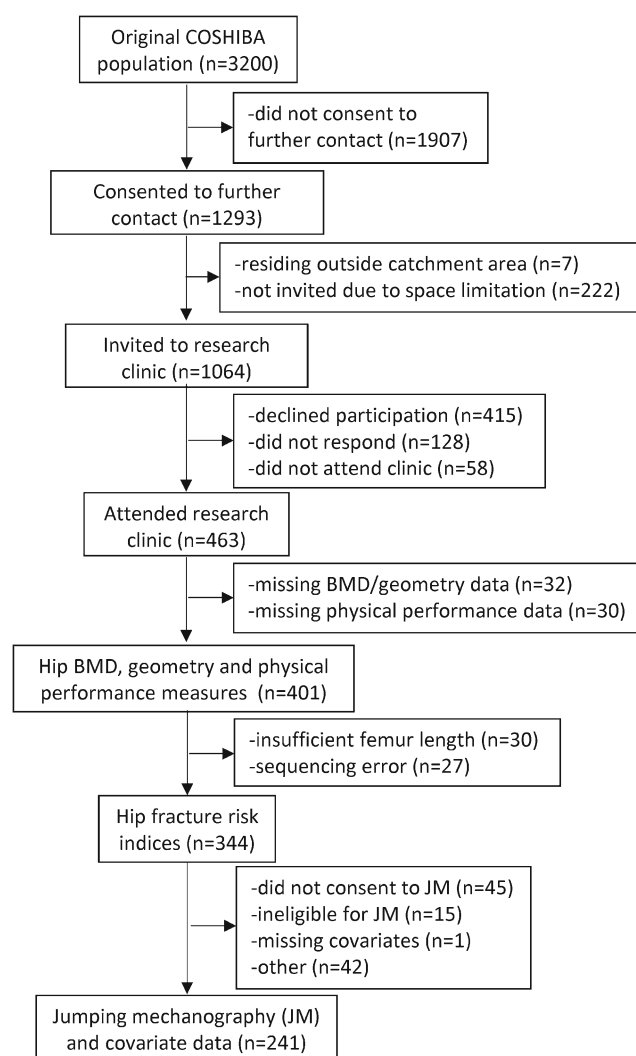 Original COSHIBA
population (n=3200)
-did not consent to
further contact (n=1907)
Consented to further
contact (n=1293)
-residing outside catchment area (n=7)
-not invited due to space limitation (n=222)
Invited to research
clinic (n=1064)
-declined participation (n=415)
-did not respond (n=128)
-did not attend clinic (n=58)
Attended research
clinic (n=463)
-missing BMD/geometry data (n=32)
-missing physical performance data (n=30)
Hip BMD, geometry and physical
performance measures (n=401)
-insufficient femur length (n=30)
-sequencing error (n=27)
Hip fracture risk
indices (n=344)
-did not consent to JM (n=45)
-ineligible for JM (n=15)
-missing covariates (n=1)
-other (n=42)
Jumping mechanography (JM)
and covariate data (n=241)